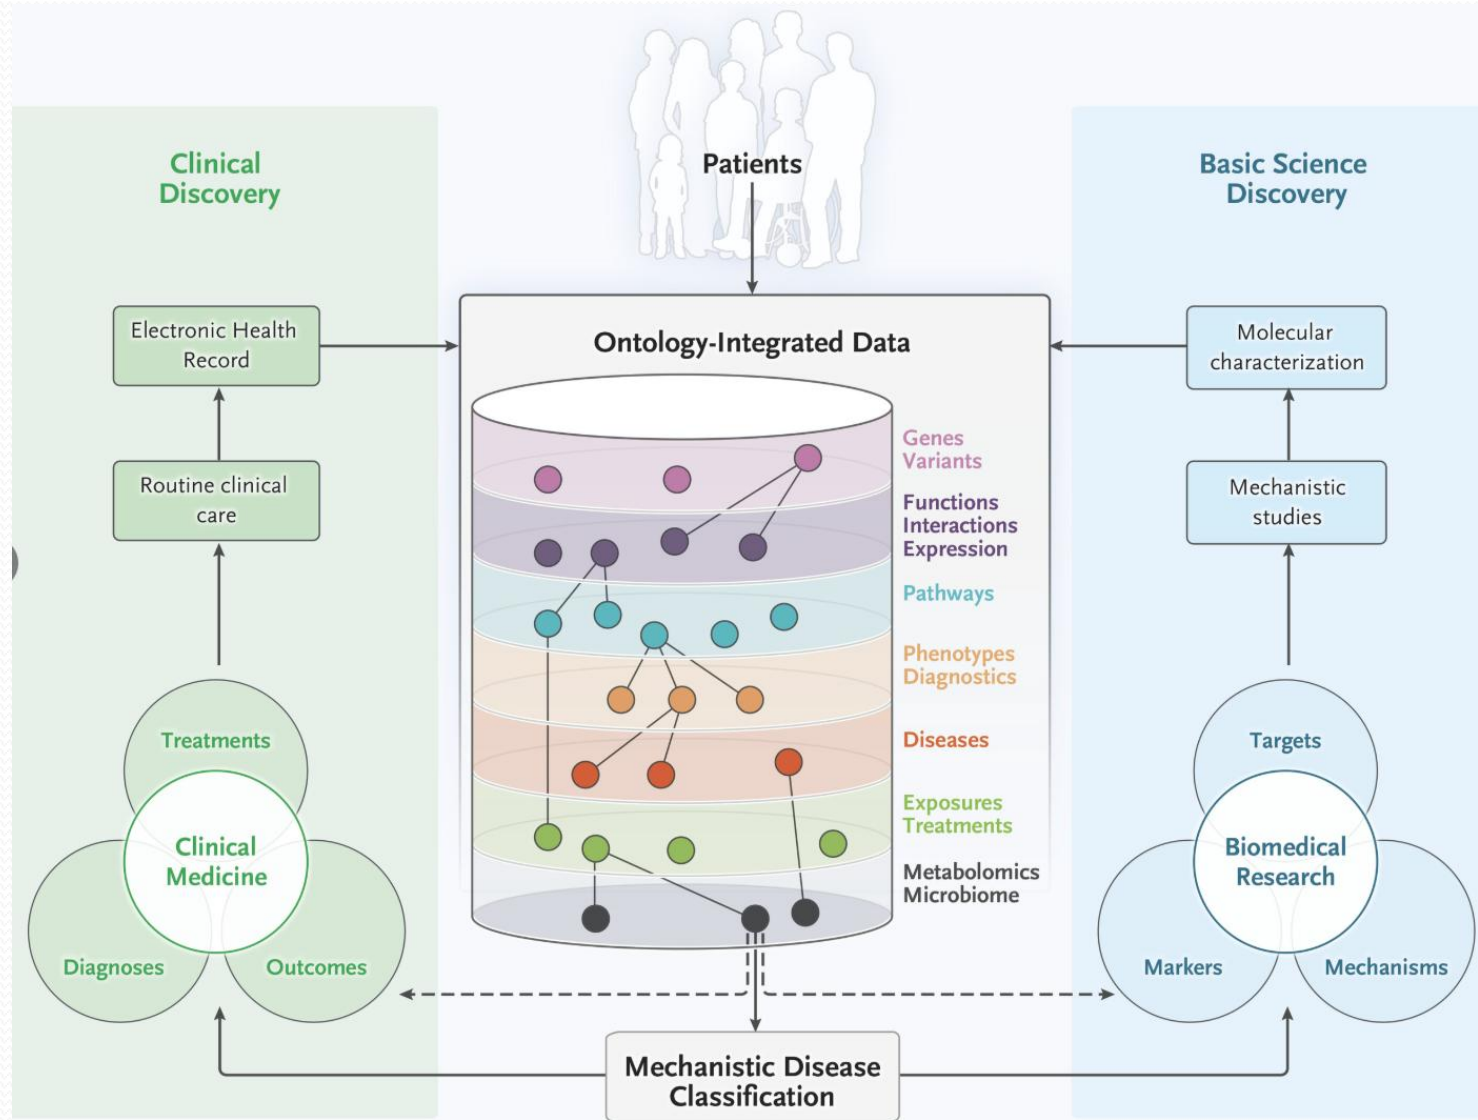 Patients
Clinical
Discovery
Electronic Health
Record
Routine clinical
care
Treatments
Clinical
Medicine
Diagnoses
Outcomes
Ontology-Integrated Data
Genes
Variants
Functions
Interactions
Expression
Pathways
Phenotypes
Diagnostics
Diseases
Exposures
Treatments
Metabolomics
Microbiome
Mechanistic Disease
Classification
Basic Science
Discovery
Molecular
characterization
Mechanistic
studies
Targets
Biomedical
Research
Markers
Mechanisms